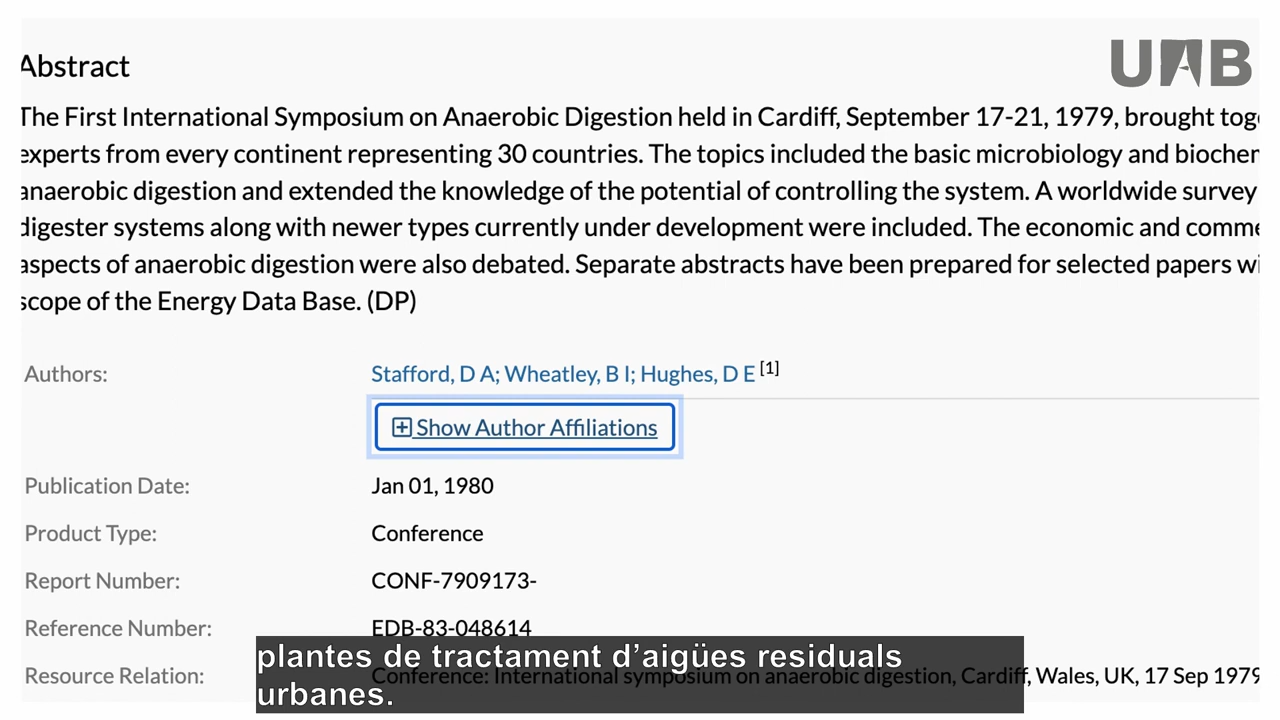 UAB
Abstract
The First International Symposium on Anaerobic Digestion held in Cardiff, September 17-21, 1979, brought
experts from every continent representing 30 countries. The topics included the basic microbiology and
anaerobic digestion and extended the knowledge of the potential of controlling the system. A worldwide survey
digester systems along with newer types currently under development were included. The economic and
aspects of anaerobic digestion were also debated. Separate abstracts have been prepared for selected papers
scope of the Energy Data Base. (DP)
Authors: Stafford, D A; Wheatley, B I; Hughes, D E [1]
Show Author Affiliations
Publication Date: Jan 01, 1980
Product Type: Conference
Report Number: CONF-7909173-
Reference Number: EDB-83-048614
Resource Relation: Conference: International symposium on anaerobic digestion, Cardiff, Wales, UK, 17 Sep 1979
plantes de tractament d’aigües residuals
urbanes.